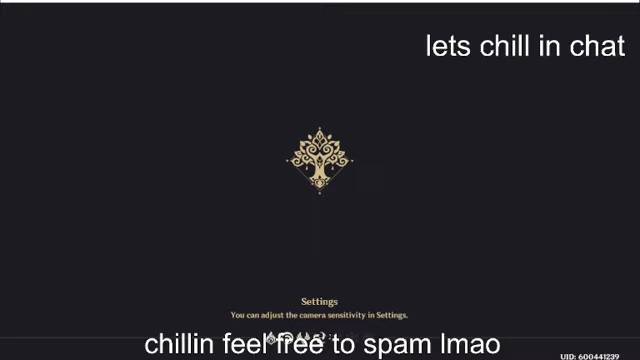 lets chill in chat
Settings
You can adjust the camera sensitivity in Settings.
chillin feel free to spam lmao
UID: 600441239